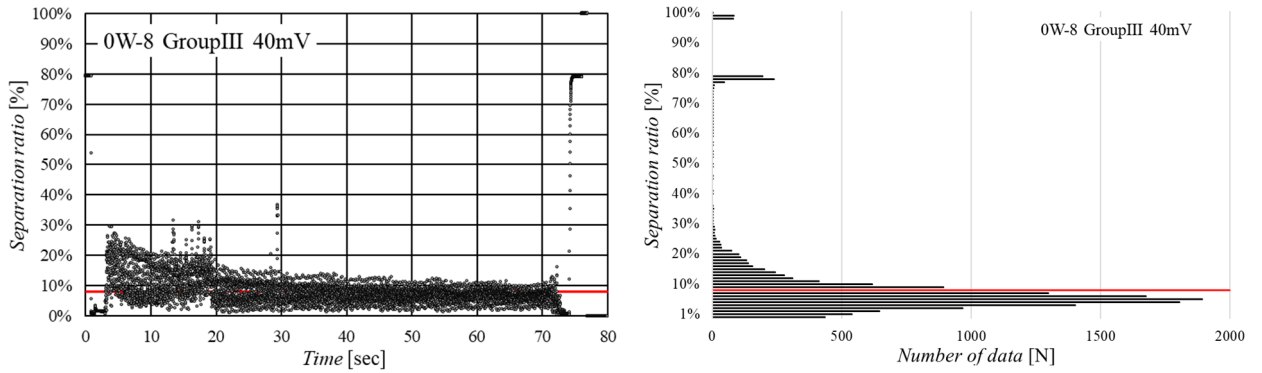 100%
90%
80%
70%
60%
50%
40%
30%
20%
10%
0%
Separation ratio [%]
0W-8 GroupIII 40mV
0 10 20 30 40 50 60 70 80
Time [sec]
100%
90%
80%
70%
60%
50%
40%
30%
20%
10%
1%
Separation ratio [%]
0W-8 GroupIII 40mV
0 500 1000 1500 2000
Number of data [N]